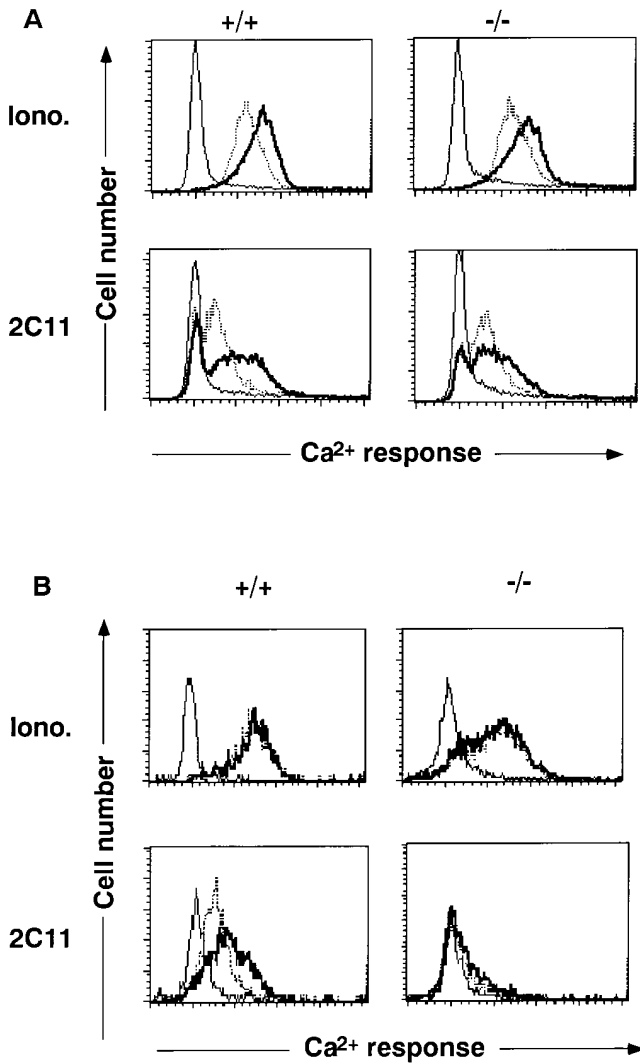 A
+/+
-/-
Iono.
Cell number
2C11
Ca2+ response
B
+/+
-/-
Iono.
Cell number
2C11
Ca2+ response